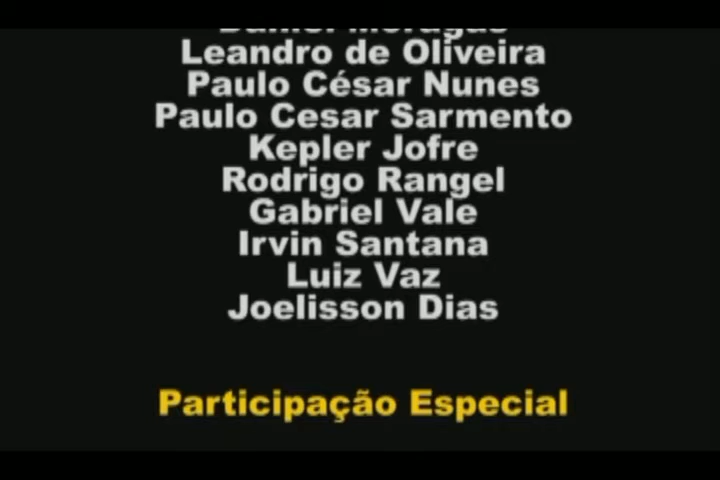 Leandro de Oliveira
Paulo César Nunes
Paulo Cesar Sarmento
Kepler Jofre
Rodrigo Rangel
Gabriel Vale
Irvin Santana
Luiz Vaz
Joelisson Dias
Participação Especial